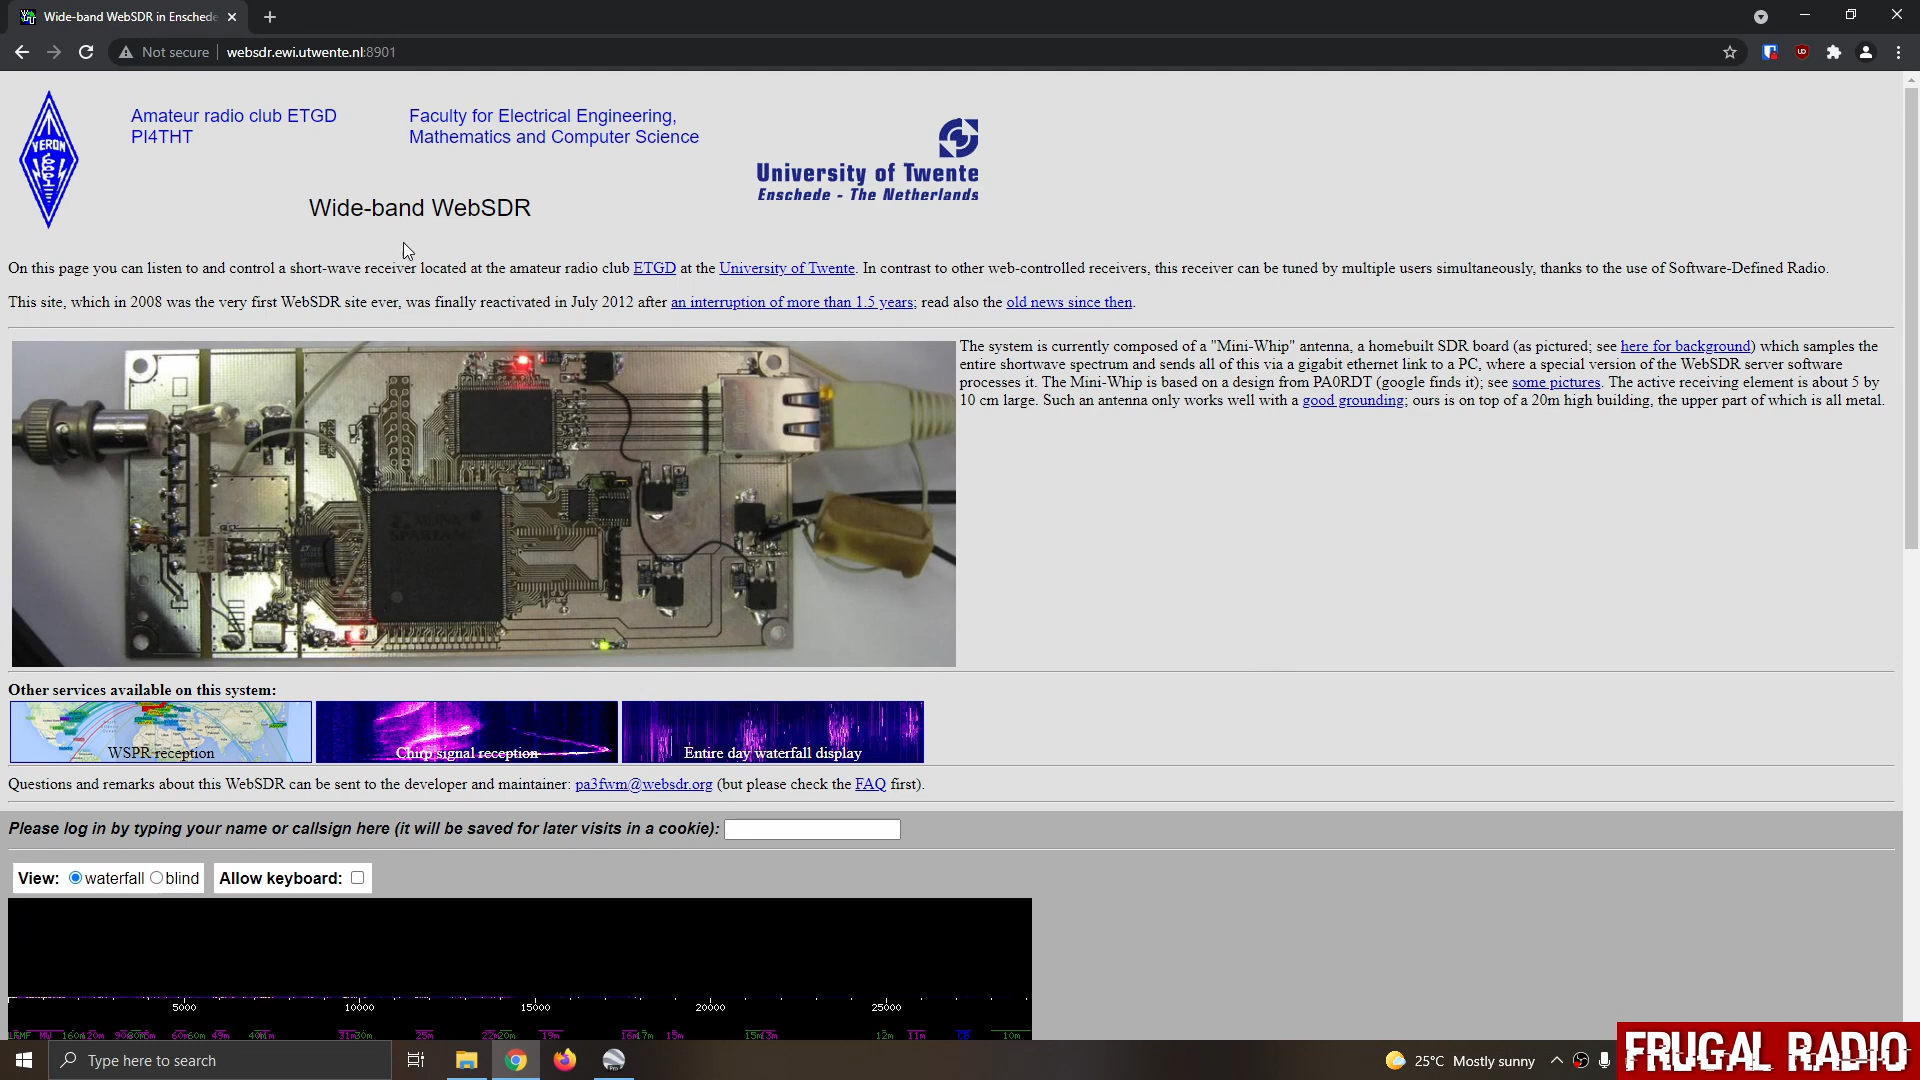 Wide-band WebSDR in Enschede
Not secure
websdr.ewi.utwente.nl:8901
VERON
Amateur radio club ETGD
PI4THT
Faculty for Electrical Engineering,
Mathematics and Computer Science
University of Twente
Enschede - The Netherlands
Wide-band WebSDR
On this page you can listen to and control a short-wave receiver located at the amateur radio club ETGD at the University of Twente. In contrast to other web-controlled receivers, this receiver can be tuned by multiple users simultaneously, thanks to the use of Software-Defined Radio.
This site, which in 2008 was the very first WebSDR site ever, was finally reactivated in July 2012 after an interruption of more than 1.5 years; read also the old news since then.
The system is currently composed of a "Mini-Whip" antenna, a homebuilt SDR board (as pictured; see here for background) which samples the
entire shortwave spectrum and sends all of this via a gigabit ethernet link to a PC, where a special version of the WebSDR server software
processes it. The Mini-Whip is based on a design from PA0RDT (google finds it); see some pictures. The active receiving element is about 5 by
10 cm large. Such an antenna only works well with a good grounding; ours is on top of a 20m high building, the upper part of which is all metal.
Other services available on this system:
WSPR reception
Chirp signal reception
Entire day waterfall display
Questions and remarks about this WebSDR can be sent to the developer and maintainer: pa3fwm@websdr.org (but please check the FAQ first).
Please log in by typing your name or callsign here (it will be saved for later visits in a cookie):
View: waterfall blind Allow keyboard:
5000 10000 15000 20000 25000
MW 160m 60m 49m 25m 19m 15m 12m 11m CB 10m
Type here to search
25°C Mostly sunny
FRUGAL RADIO